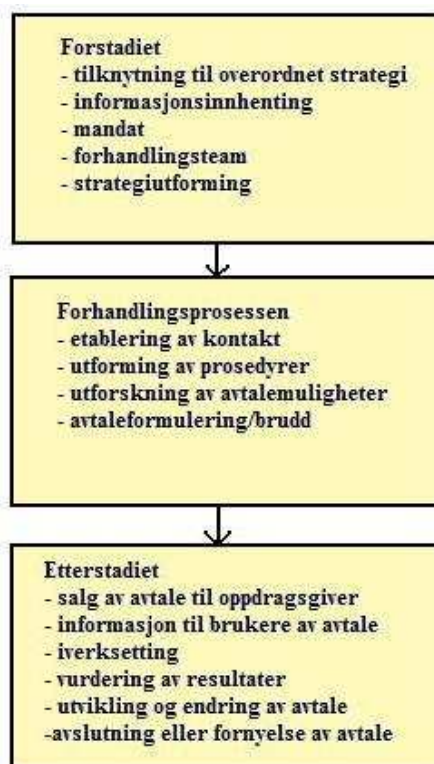 Forstadiet
- tilknytning til overordnet strategi
- informasjonsinnhenting
- mandat
- forhandlingsteam
- strategiutforming
Forhandlingsprosessen
- etablering av kontakt
- utforming av prosedyrer
- utforskning av avtalemuligheter
- avtaleformulering/brudd
Etterstadiet
- salg av avtale til oppdragsgiver
- informasjon til brukere av avtale
- iverksetting
- vurdering av resultater
- utvikling og endring av avtale
-avslutning eller fornyelse av avtale